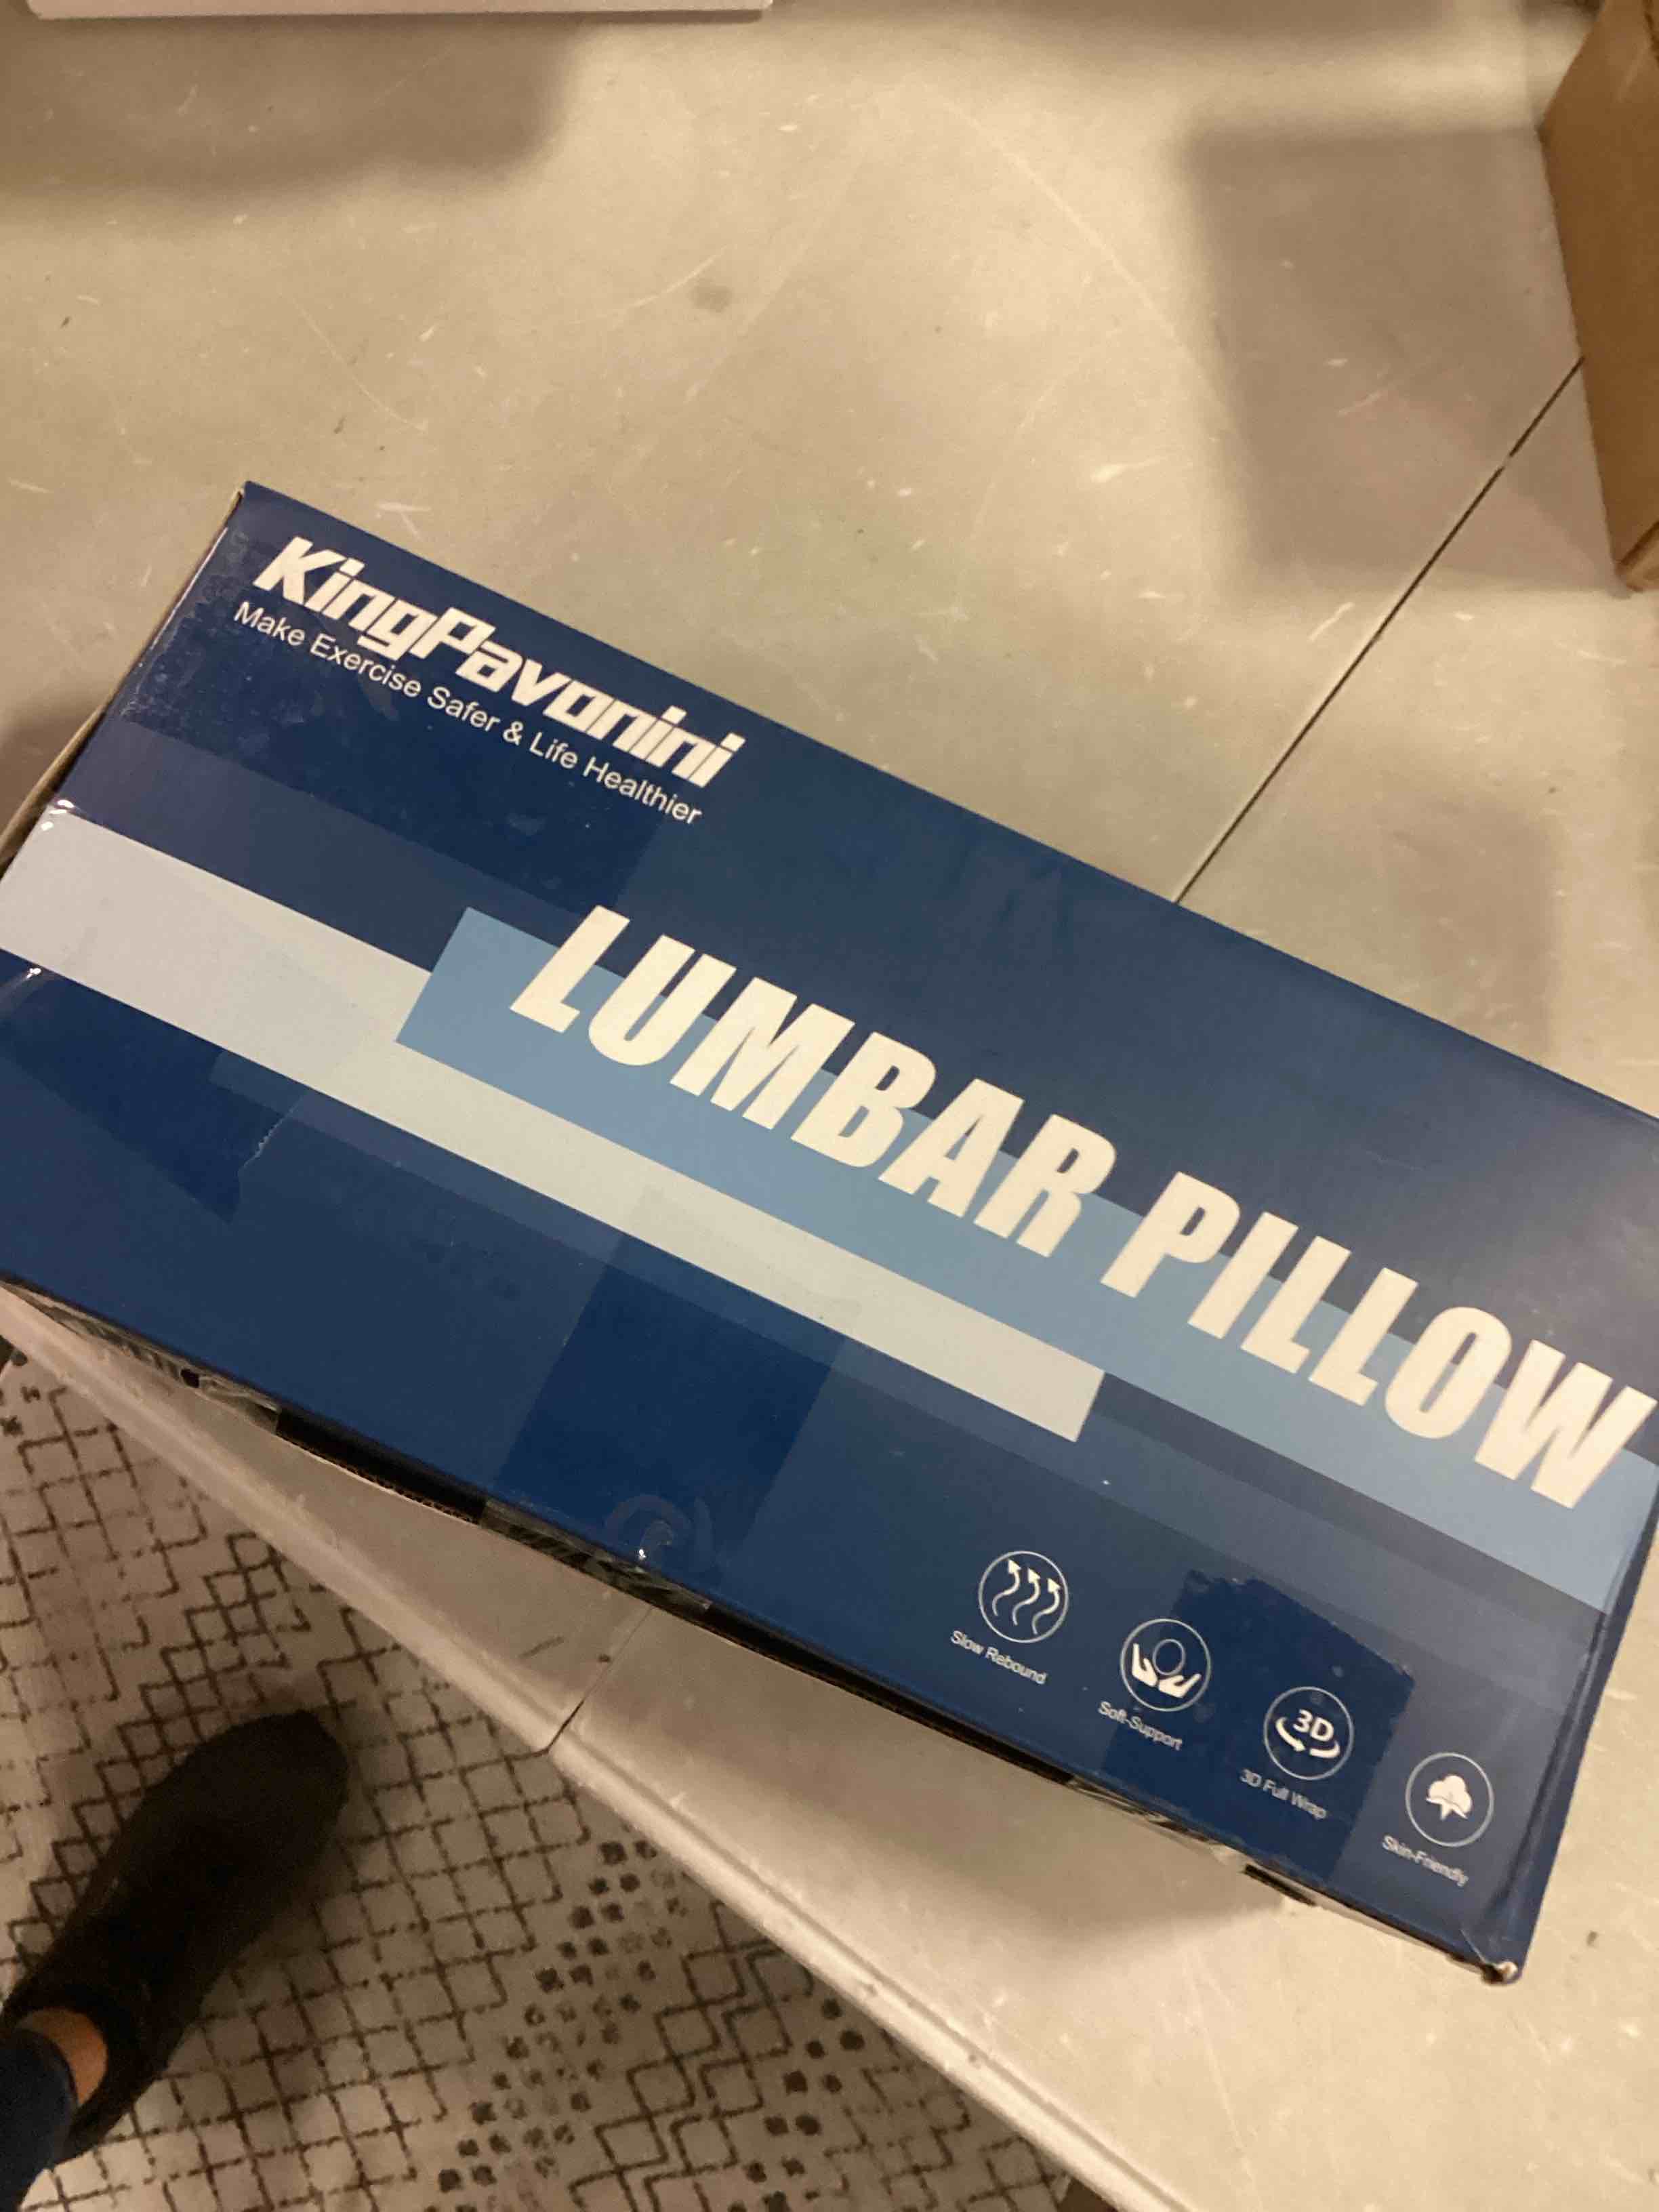 KingPavonini
Make Exercise Safer & Life Healthier
LUMBAR PILLOW
Slow Rebound
Soft-Support
3D
3D Full Wrap
Skin-Friendly